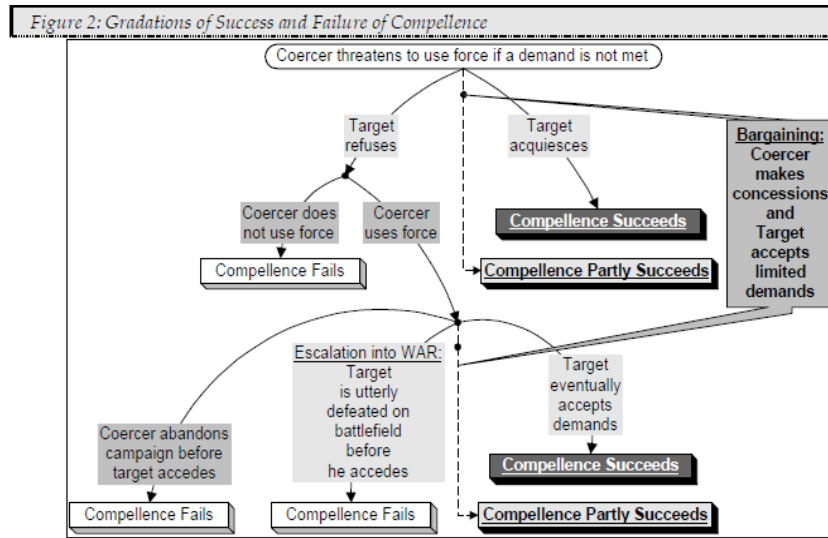 Figure 2: Gradations of Success and Failure of Compellence
Coercer threatens to use force if a demand is not met
Target
refuses
Target
acquiesces
Bargaining:
Coercer
makes
concessions
and
Target
accepts
limited
demands
Coercer does
not use force
Coercer
uses force
Compellence Succeeds
Compellence Fails
Compellence Partly Succeeds
Escalation into WAR:
Target
is utterly
defeated on
battlefield
before
he accedes
Target
eventually
accepts
demands
Coercer abandons
campaign before
target accedes
Compellence Succeeds
Compellence Fails
Compellence Fails
Compellence Partly Succeeds